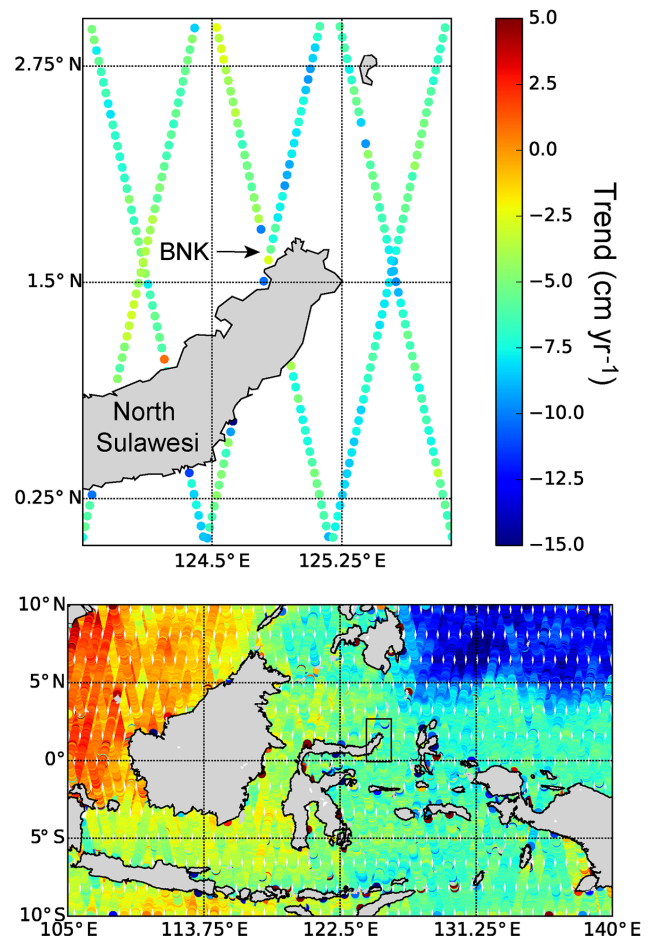 5.0
2.75° N
2.5
0.0
−2.5
BNK
1.5° N
−5.0
Trend (cm yr⁻¹)
−7.5
North
Sulawesi
−10.0
0.25° N
−12.5
−15.0
124.5° E 125.25° E
10° N
5° N
0°
5° S
10° S
105° E 113.75° E 122.5° E 131.25° E 140° E